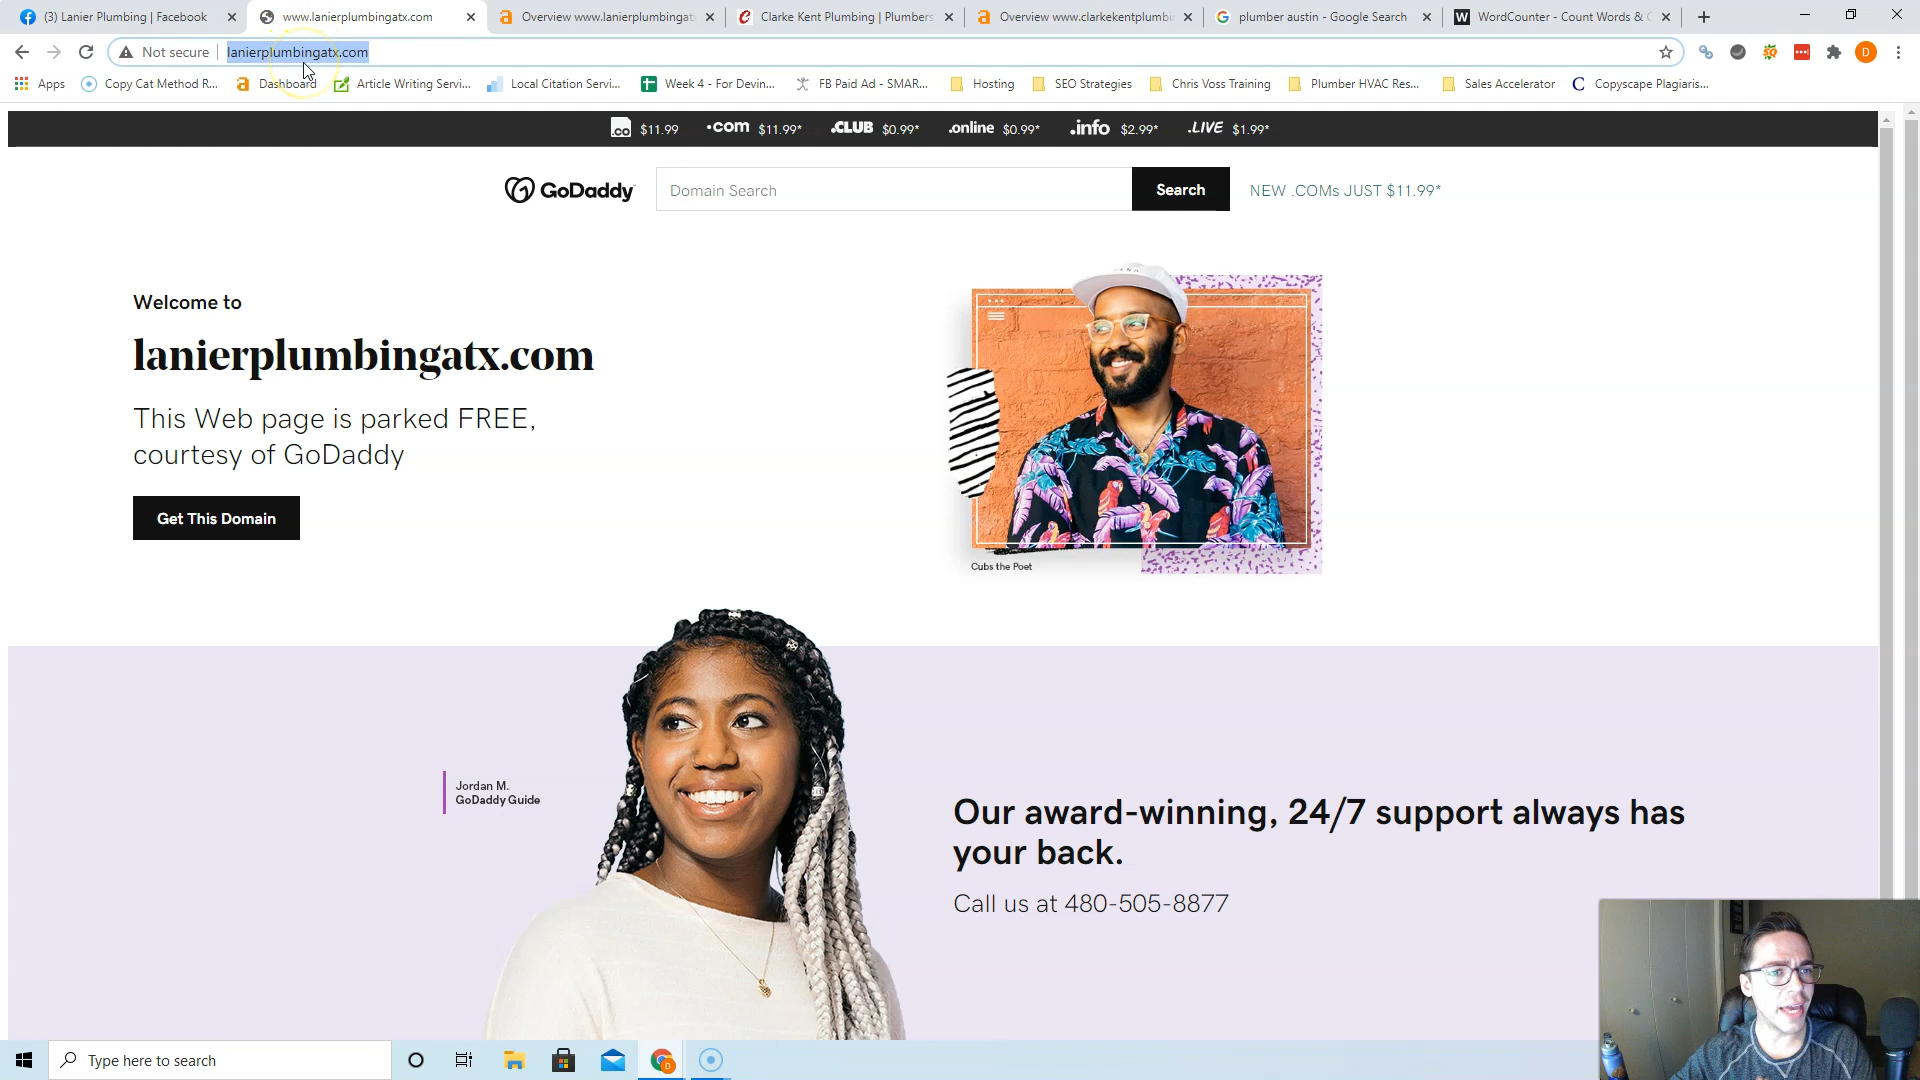 (3) Lanier Plumbing | Facebook
www.lanierplumbingatx.com
Overview www.lanierplumbingat
Clarke Kent Plumbing | Plumbers
Overview www.clarkekentplumbi
plumber austin - Google Search
WordCounter - Count Words & C
Not secure
lanierplumbingatx.com
D
Apps
Copy Cat Method R...
Dashboard
Article Writing Servi...
Local Citation Servi...
Week 4 - For Devin...
FB Paid Ad - SMAR...
Hosting
SEO Strategies
Chris Voss Training
Plumber HVAC Res...
Sales Accelerator
Copyscape Plagiaris...
.co $11.99
.com $11.99*
.CLUB $0.99*
.online $0.99*
.info $2.99*
.LIVE $1.99*
GoDaddy
Domain Search
Search
NEW .COMs JUST $11.99*
Welcome to
lanierplumbingatx.com
This Web page is parked FREE,
courtesy of GoDaddy
Get This Domain
Cubs the Poet
Jordan M.
GoDaddy Guide
Our award-winning, 24/7 support always has
your back.
Call us at 480-505-8877
Type here to search